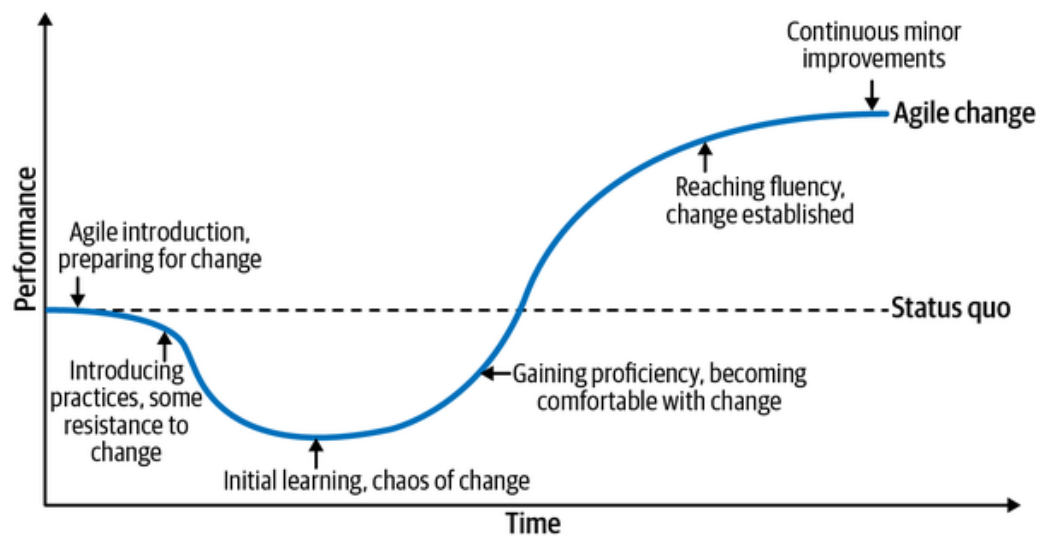 Continuous minor
improvements
Agile change
Reaching fluency,
change established
Performance
Agile introduction,
preparing for change
Status quo
Introducing
practices, some
resistance to
change
Gaining proficiency, becoming
comfortable with change
Initial learning, chaos of change
Time